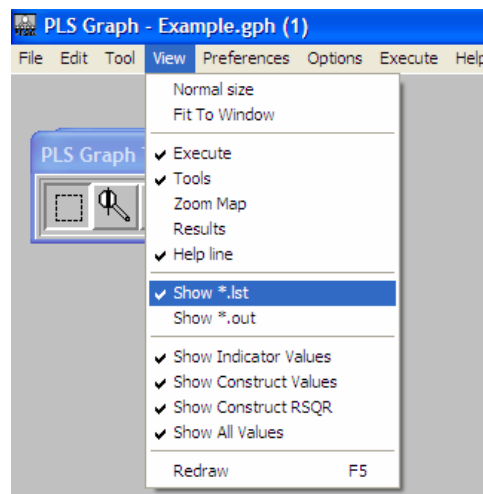 PLS Graph - Example.gph (1)
File Edit Tool View Preferences Options Execute Help
Normal size
Fit To Window
PLS Graph
Execute
Tools
Zoom Map
Results
Help line
Show *.lst
Show *.out
Show Indicator Values
Show Construct Values
Show Construct RSQR
Show All Values
Redraw F5